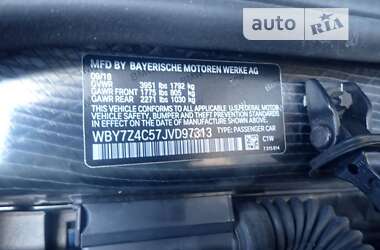 auto RIA
MFD BY BAYERISCHE MOTOREN WERKE AG
09/18
GVWR 3951 lbs 1792 kg
GAWR FRONT 1775 lbs 805 kg
GAWR REAR 2271 lbs 1030 kg
THIS VEHICLE CONFORMS TO ALL APPLICABLE U.S. FEDERAL MOTOR
VEHICLE SAFETY, BUMPER, AND THEFT PREVENTION STANDARDS
IN EFFECT ON THE DATE OF MANUFACTURE SHOWN ABOVE.
WBY7Z4C57JVD97313 TYPE: PASSENGER CAR
C1W